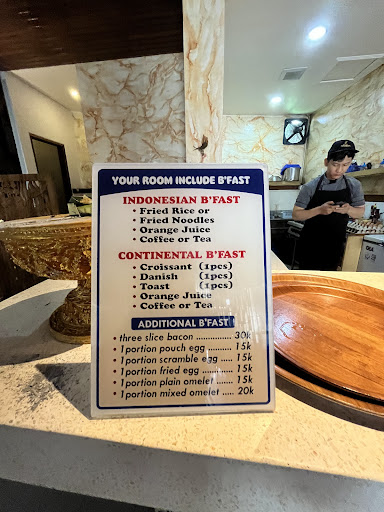 YOUR ROOM INCLUDE B'FAST
INDONESIAN B'FAST
• Fried Rice or
• Fried Noodles
• Orange Juice
• Coffee or Tea
CONTINENTAL B'FAST
• Croissant (1pcs)
• Danish (1pcs)
• Toast (1pcs)
• Orange Juice
• Coffee or Tea
ADDITIONAL B'FAST
• three slice bacon .............. 30k
• 1 portion pouch egg ......... 15k
• 1 portion scramble egg ..... 15k
• 1 portion fried egg ........... 15k
• 1 portion plain omelet ....... 15k
• 1 portion mixed omelet ..... 20k